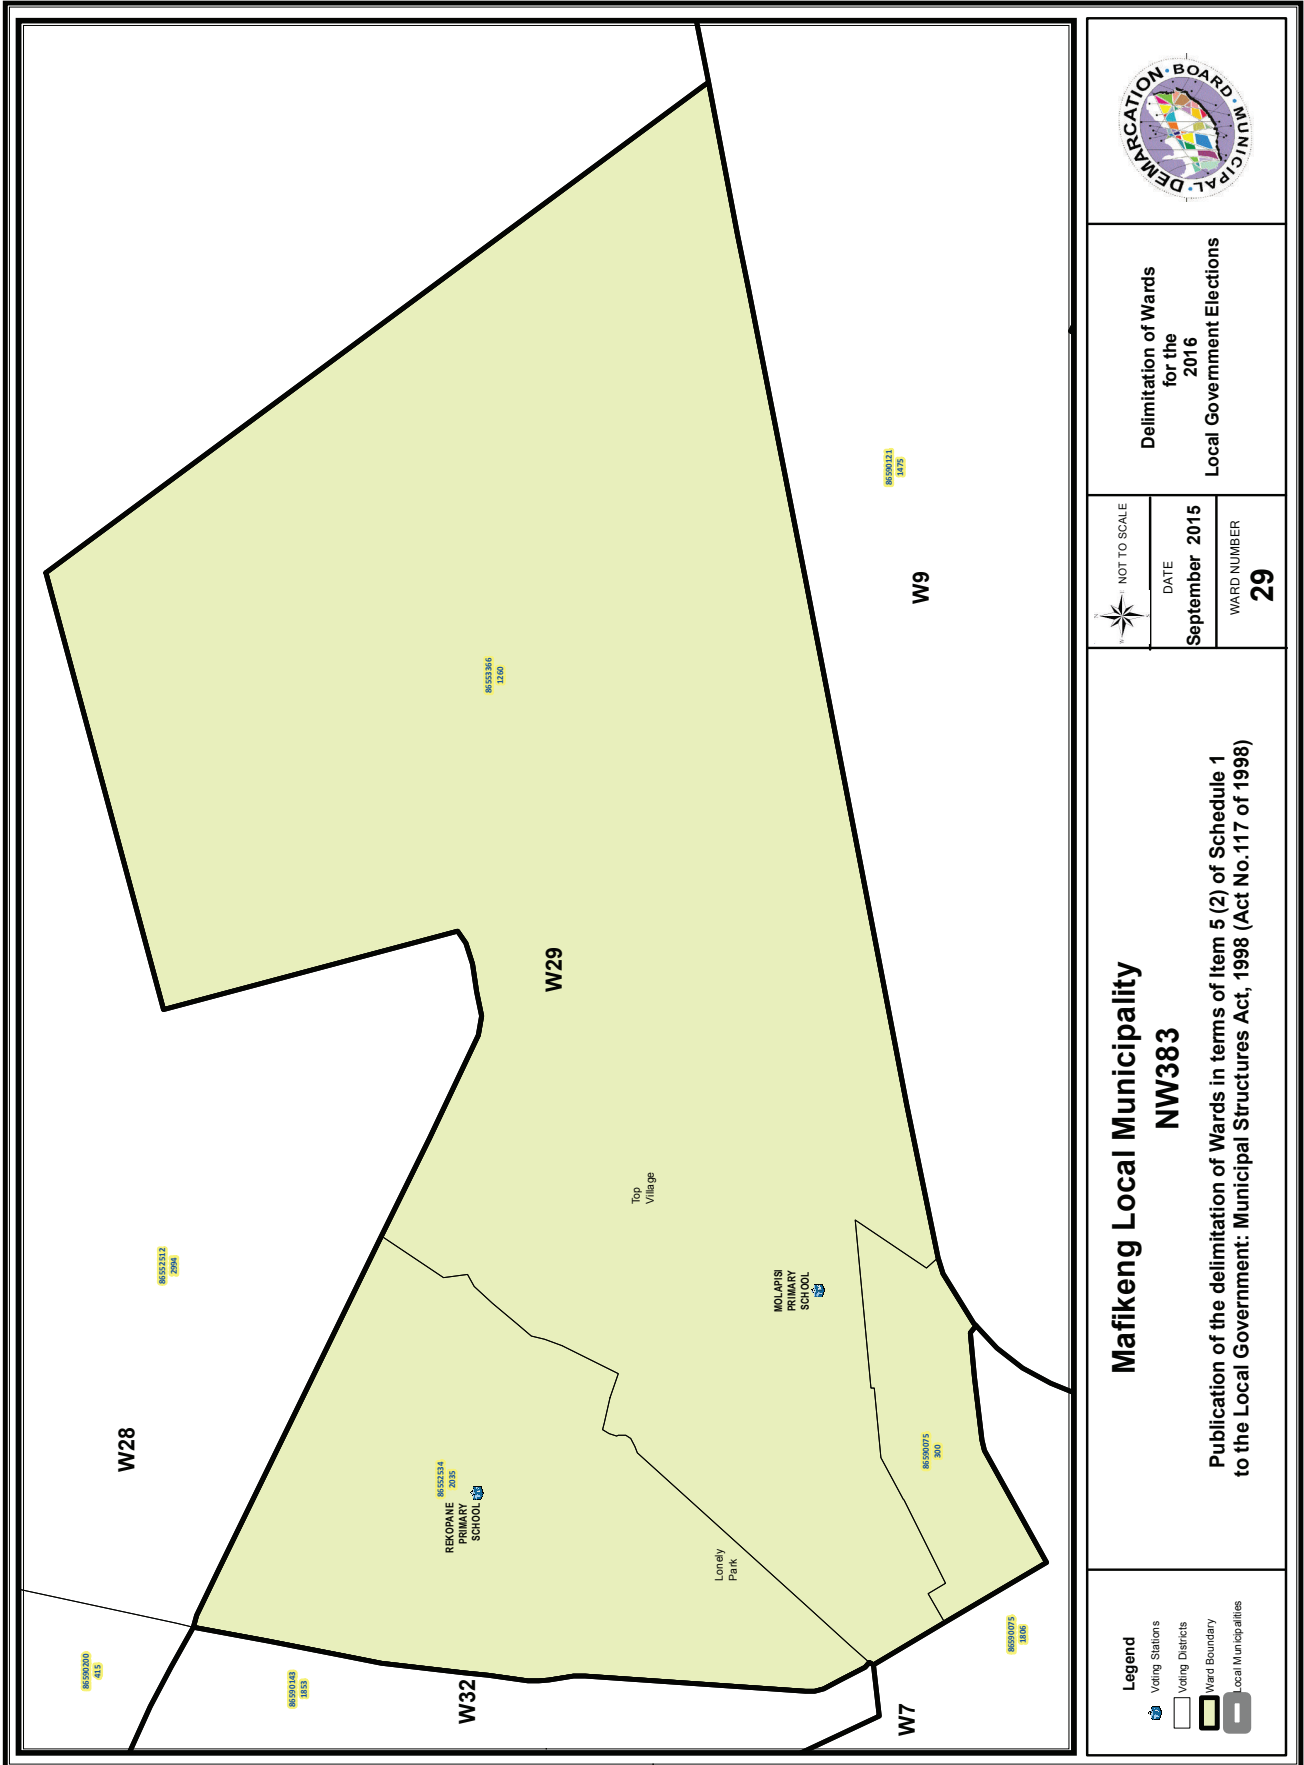 W28
W29
W9
W32
W7
86590200
415
86552512
2994
86590143
1853
REKOPANE
PRIMARY
SCHOOL
86552534
2035
86553366
1260
Top
Village
Lonely
Park
MOLAPISI
PRIMARY
SCHOOL
86590121
1475
86590075
300
86590075
1806
Legend
Voting Stations
Voting Districts
Ward Boundary
Local Municipalities
Mafikeng Local Municipality
NW383
Publication of the delimitation of Wards in terms of Item 5 (2) of Schedule 1
to the Local Government: Municipal Structures Act, 1998 (Act No.117 of 1998)
N
W
E
S
NOT TO SCALE
DATE
September 2015
WARD NUMBER
29
Delimitation of Wards
for the
2016
Local Government Elections
MUNICIPAL · DEMARCATION · BOARD ·